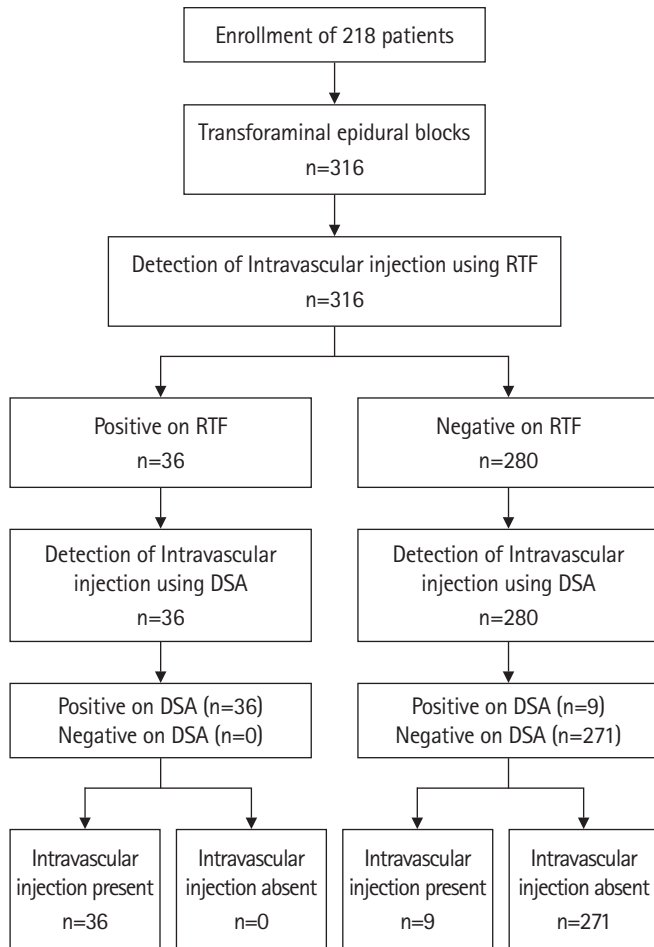 Enrollment of 218 patients
Transforaminal epidural blocks
n=316
Detection of Intravascular injection using RTF
n=316
Positive on RTF
n=36
Negative on RTF
n=280
Detection of Intravascular
injection using DSA
n=36
Detection of Intravascular
injection using DSA
n=280
Positive on DSA (n=36)
Negative on DSA (n=0)
Positive on DSA (n=9)
Negative on DSA (n=271)
Intravascular
injection present
n=36
Intravascular
injection absent
n=0
Intravascular
injection present
n=9
Intravascular
injection absent
n=271